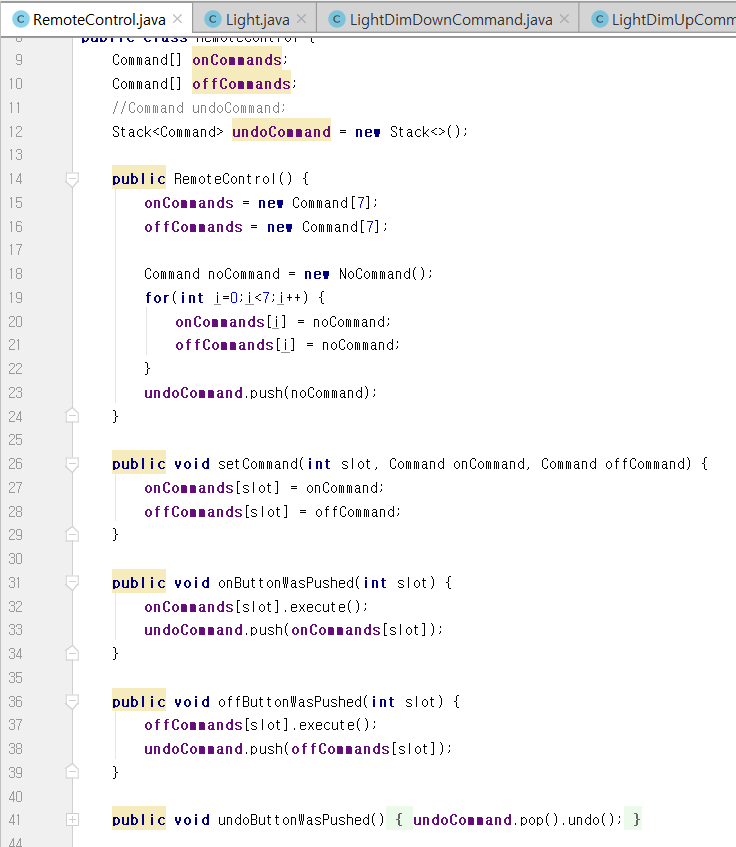 RemoteControl.java × Light.java × LightDimDownCommand.java × LightDimUpComm
8 public class RemoteControl {
9 Command[] onCommands;
10 Command[] offCommands;
11 //Command undoCommand;
12 Stack<Command> undoCommand = new Stack<>();
13
14 public RemoteControl() {
15 onCommands = new Command[7];
16 offCommands = new Command[7];
17
18 Command noCommand = new NoCommand();
19 for(int i=0;i<7;i++) {
20 onCommands[i] = noCommand;
21 offCommands[i] = noCommand;
22 }
23 undoCommand.push(noCommand);
24 }
25
26 public void setCommand(int slot, Command onCommand, Command offCommand) {
27 onCommands[slot] = onCommand;
28 offCommands[slot] = offCommand;
29 }
30
31 public void onButtonWasPushed(int slot) {
32 onCommands[slot].execute();
33 undoCommand.push(onCommands[slot]);
34 }
35
36 public void offButtonWasPushed(int slot) {
37 offCommands[slot].execute();
38 undoCommand.push(offCommands[slot]);
39 }
40
41 public void undoButtonWasPushed() { undoCommand.pop().undo(); }
44